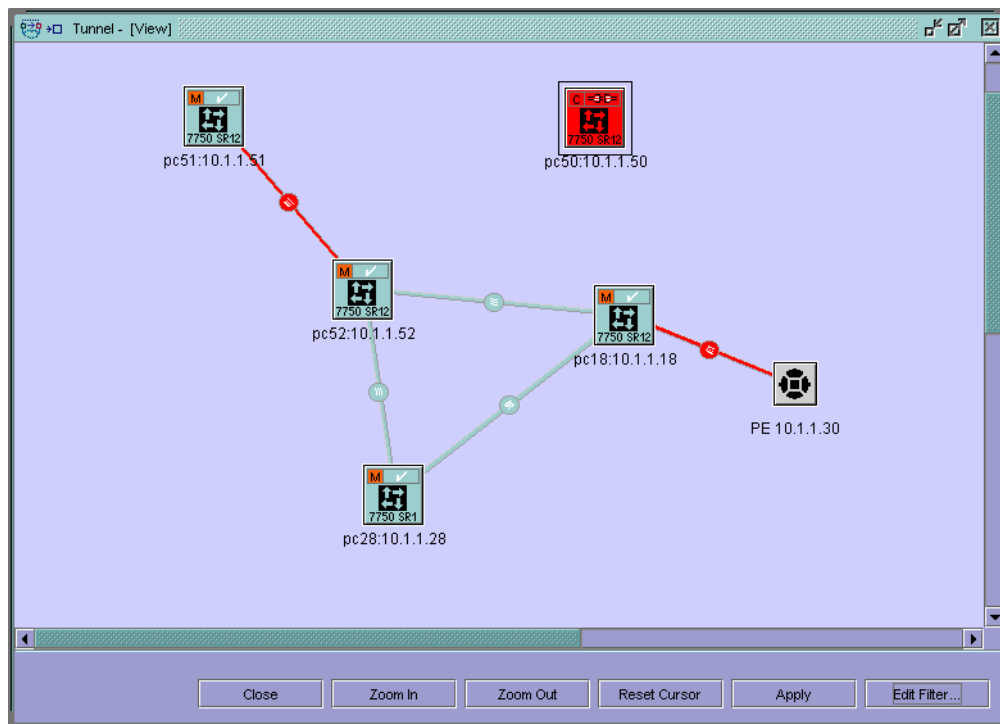 Tunnel - [View]
M
7750 SR12
pc51:10.1.1.51
C
7750 SR12
pc50:10.1.1.50
M
7750 SR12
pc52:10.1.1.52
M
7750 SR12
pc18:10.1.1.18
PE 10.1.1.30
M
7750 SR1
pc28:10.1.1.28
Close
Zoom In
Zoom Out
Reset Cursor
Apply
Edit Filter...